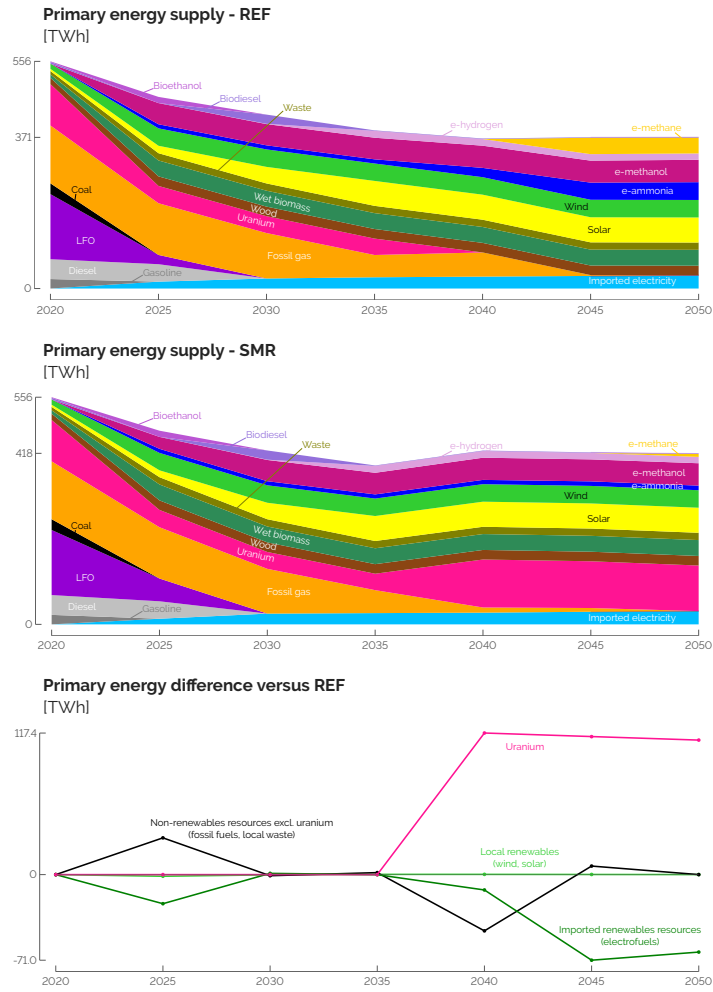 Primary energy supply - REF
[TWh]
556
Bioethanol
Biodiesel
Waste
e-hydrogen
e-methane
371
e-methanol
Coal
e-ammonia
Wet biomass
Wind
Wood
Uranium
Solar
LFO
Fossil gas
Diesel
Gasoline
Imported electricity
0
2020
2025
2030
2035
2040
2045
2050
Primary energy supply - SMR
[TWh]
556
Bioethanol
Biodiesel
Waste
e-hydrogen
e-methane
418
e-methanol
e-ammonia
Wind
Coal
Solar
Wet biomass
Wood
Uranium
LFO
Fossil gas
Diesel
Gasoline
Imported electricity
0
2020
2025
2030
2035
2040
2045
2050
Primary energy difference versus REF
[TWh]
117.4
Uranium
Non-renewables resources excl. uranium
(fossil fuels, local waste)
Local renewables
(wind, solar)
0
Imported renewables resources
(electrofuels)
-71.0
2020
2025
2030
2035
2040
2045
2050